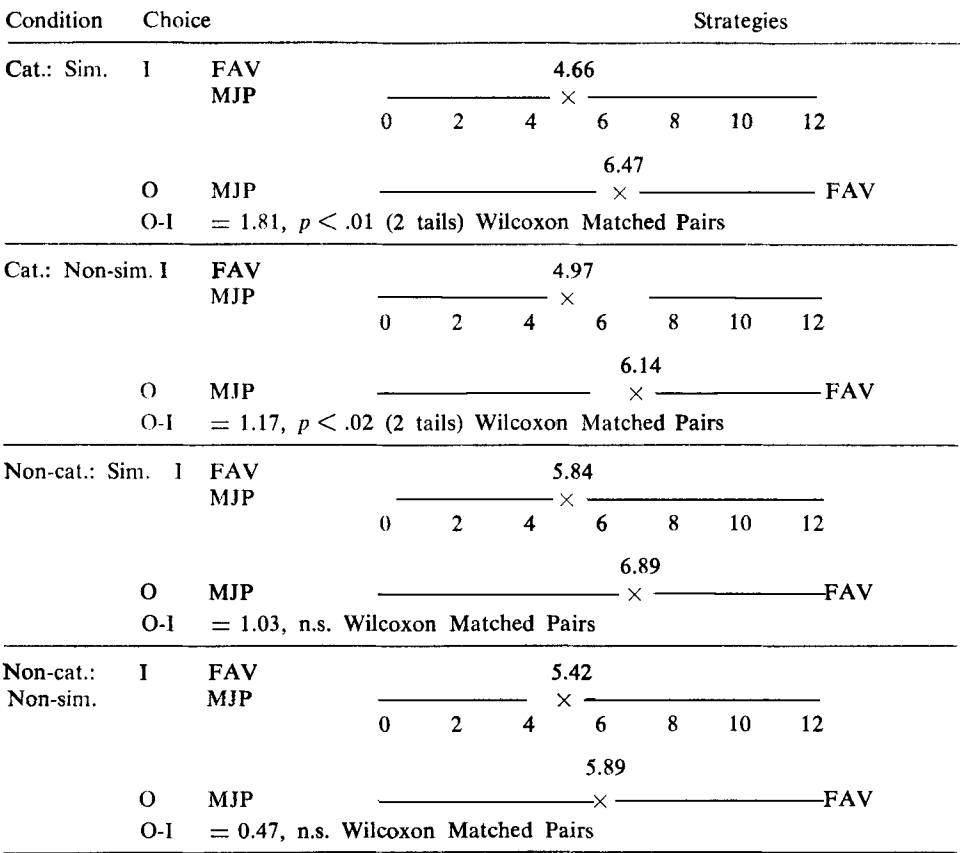 Condition Choice Strategies
Cat.: Sim. I FAV 4.66
MJP ×
0 2 4 6 8 10 12
6.47
O MJP × FAV
O-I = 1.81, p < .01 (2 tails) Wilcoxon Matched Pairs
Cat.: Non-sim. I FAV 4.97
MJP ×
0 2 4 6 8 10 12
6.14
O MJP × FAV
O-I = 1.17, p < .02 (2 tails) Wilcoxon Matched Pairs
Non-cat.: Sim. I FAV 5.84
MJP ×
0 2 4 6 8 10 12
6.89
O MJP × FAV
O-I = 1.03, n.s. Wilcoxon Matched Pairs
Non-cat.: I FAV 5.42
Non-sim. MJP ×
0 2 4 6 8 10 12
5.89
O MJP × FAV
O-I = 0.47, n.s. Wilcoxon Matched Pairs